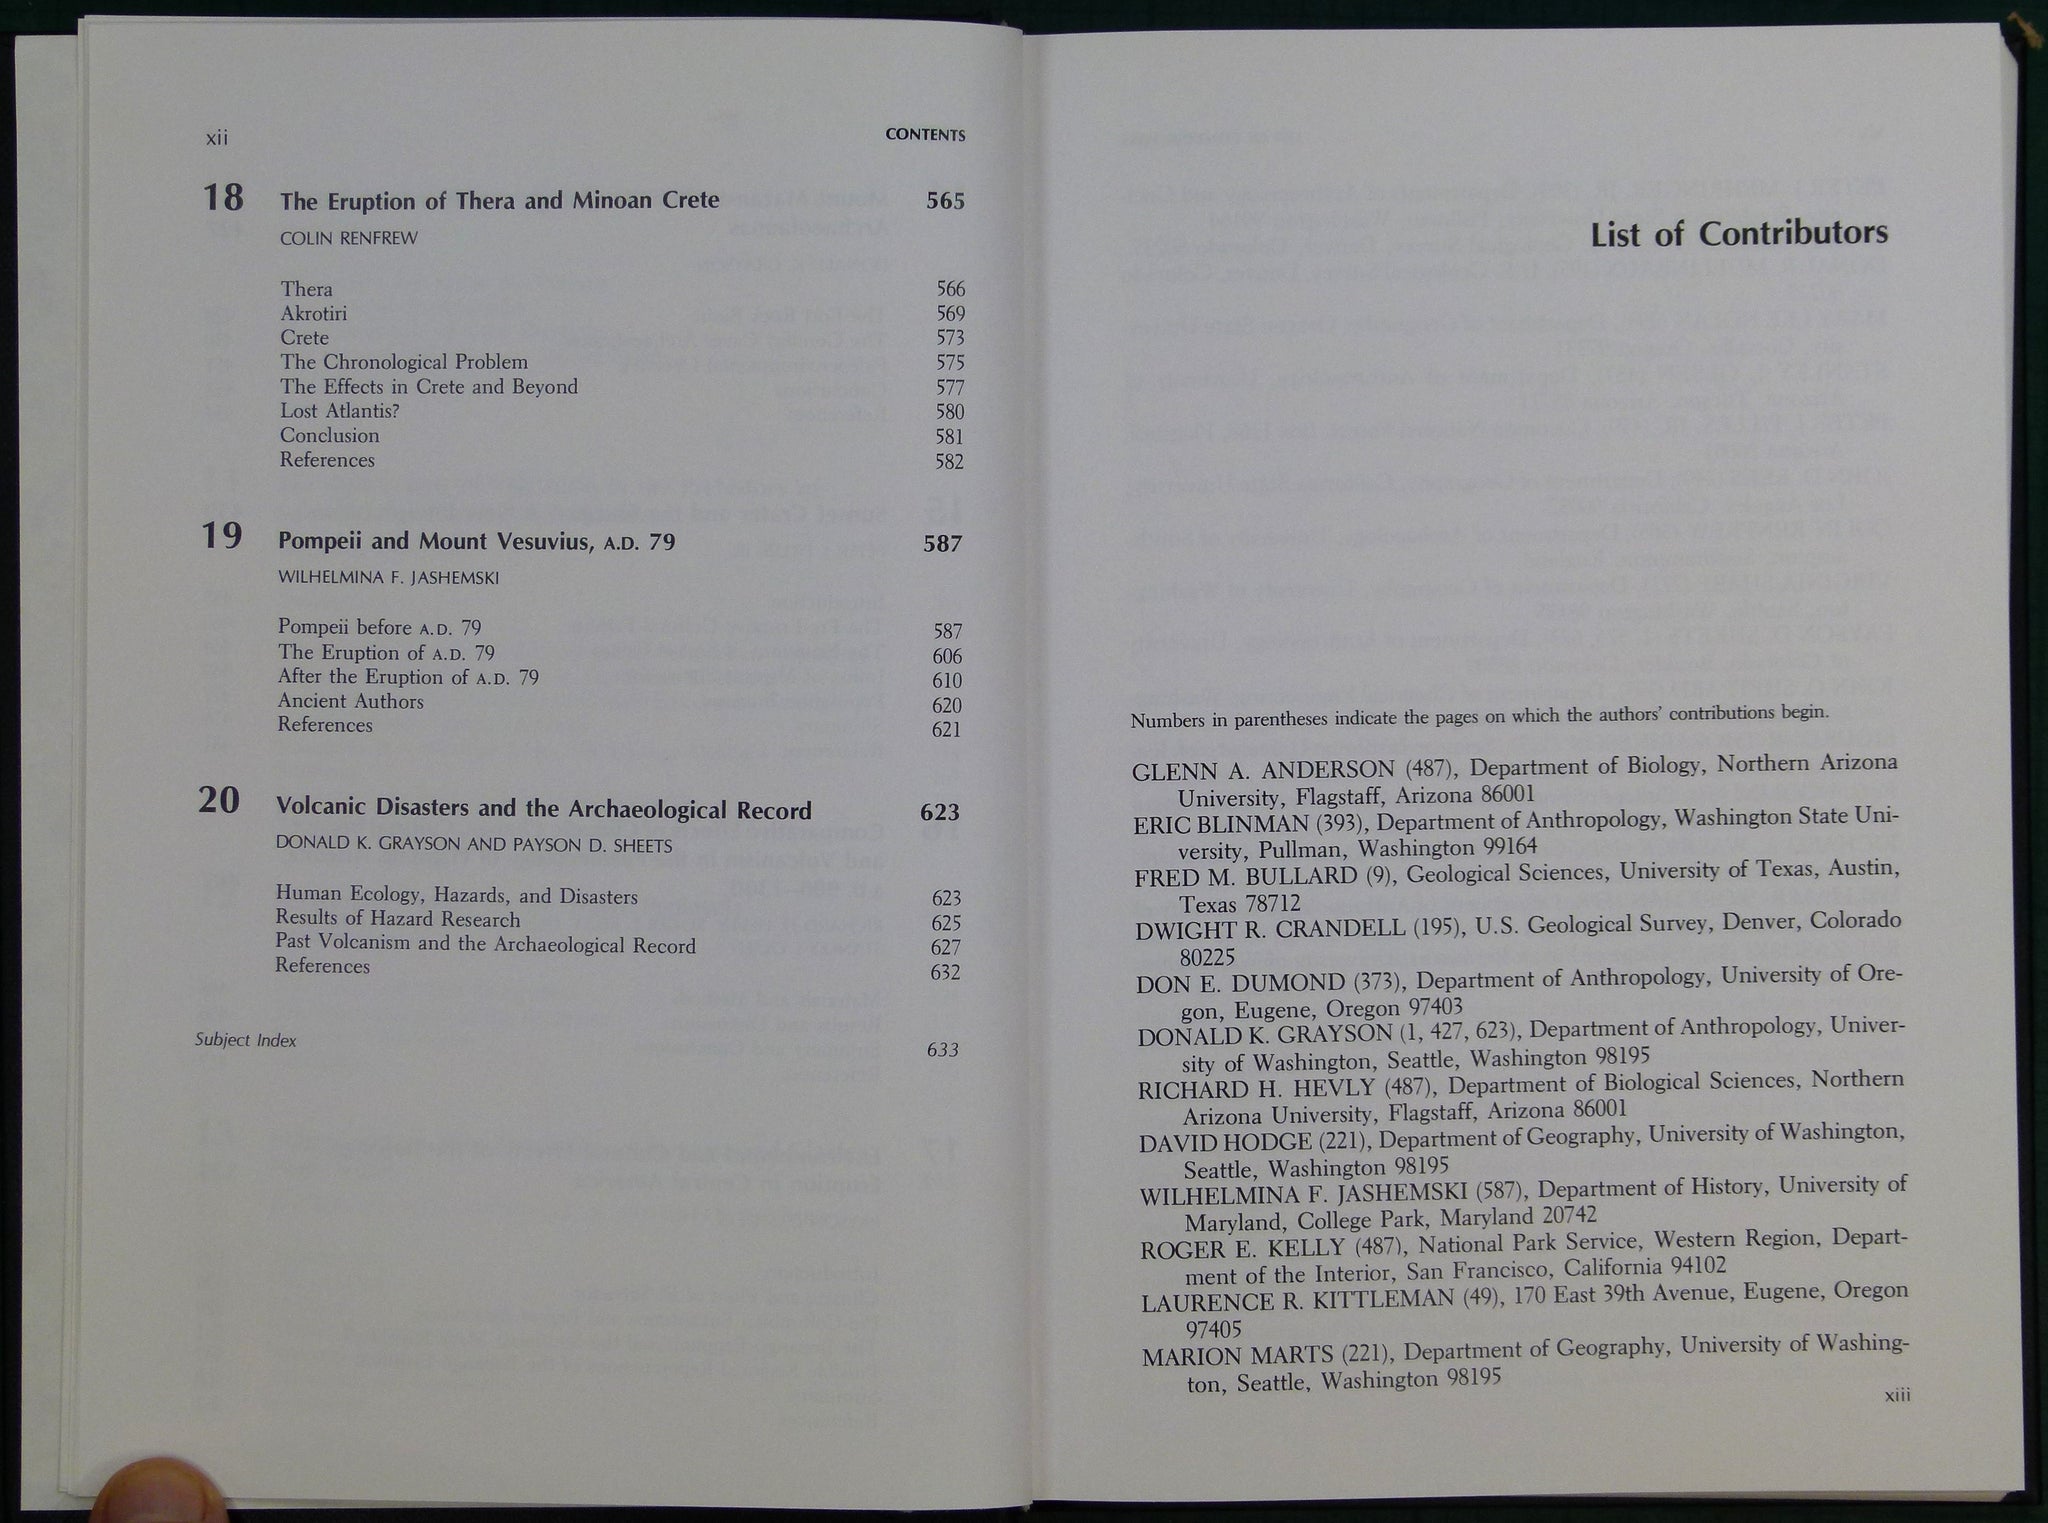 xii
CONTENTS
18 The Eruption of Thera and Minoan Crete 565
COLIN RENFREW
Thera 566
Akrotiri 569
Crete 573
The Chronological Problem 575
The Effects in Crete and Beyond 577
Lost Atlantis? 580
Conclusion 581
References 582
19 Pompeii and Mount Vesuvius, A.D. 79 587
WILHELMINA F. JASHEMSKI
Pompeii before A.D. 79 587
The Eruption of A.D. 79 606
After the Eruption of A.D. 79 610
Ancient Authors 620
References 621
20 Volcanic Disasters and the Archaeological Record 623
DONALD K. GRAYSON AND PAYSON D. SHEETS
Human Ecology, Hazards, and Disasters 623
Results of Hazard Research 625
Past Volcanism and the Archaeological Record 627
References 632
Subject Index 633
List of Contributors
Numbers in parentheses indicate the pages on which the authors' contributions begin.
GLENN A. ANDERSON (487), Department of Biology, Northern Arizona
University, Flagstaff, Arizona 86001
ERIC BLINMAN (393), Department of Anthropology, Washington State Uni-
versity, Pullman, Washington 99164
FRED M. BULLARD (9), Geological Sciences, University of Texas, Austin,
Texas 78712
DWIGHT R. CRANDELL (195), U.S. Geological Survey, Denver, Colorado
80225
DON E. DUMOND (373), Department of Anthropology, University of Ore-
gon, Eugene, Oregon 97403
DONALD K. GRAYSON (1, 427, 623), Department of Anthropology, Univer-
sity of Washington, Seattle, Washington 98195
RICHARD H. HEVLY (487), Department of Biological Sciences, Northern
Arizona University, Flagstaff, Arizona 86001
DAVID HODGE (221), Department of Geography, University of Washington,
Seattle, Washington 98195
WILHELMINA F. JASHEMSKI (587), Department of History, University of
Maryland, College Park, Maryland 20742
ROGER E. KELLY (487), National Park Service, Western Region, Depart-
ment of the Interior, San Francisco, California 94102
LAURENCE R. KITTLEMAN (49), 170 East 39th Avenue, Eugene, Oregon
97405
MARION MARTS (221), Department of Geography, University of Washing-
ton, Seattle, Washington 98195
xiii